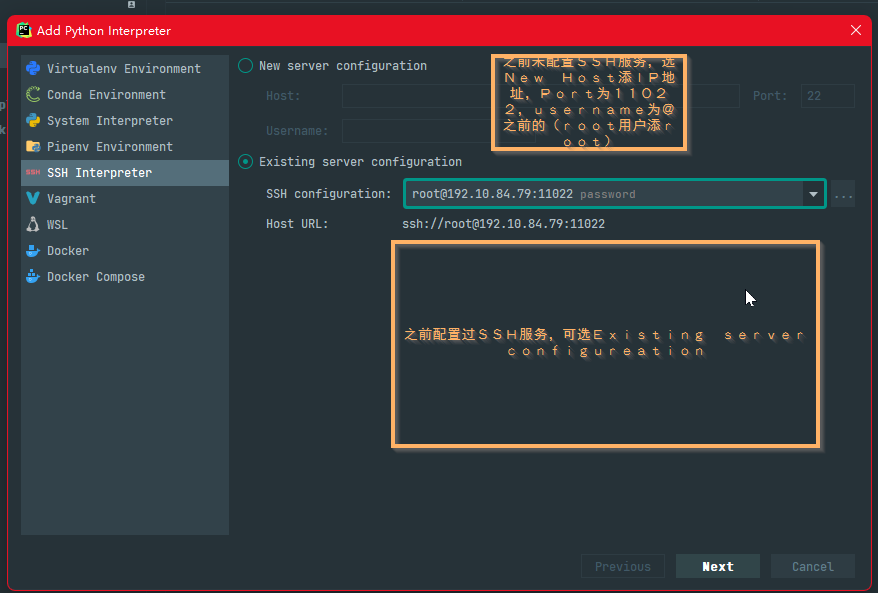 Add Python Interpreter
Virtualenv Environment
Conda Environment
System Interpreter
Pipenv Environment
SSH Interpreter
Vagrant
WSL
Docker
Docker Compose
New server configuration
Host:
Port: 22
Username:
之前未配置SSH服务，选
New Host添IP地
址，Port为1102
2，username为@
之前的（root用户添r
oot）
Existing server configuration
SSH configuration: root@192.10.84.79:11022 password ...
Host URL: ssh://root@192.10.84.79:11022
之前配置过SSH服务，可选Existing server
configureation
Previous Next Cancel